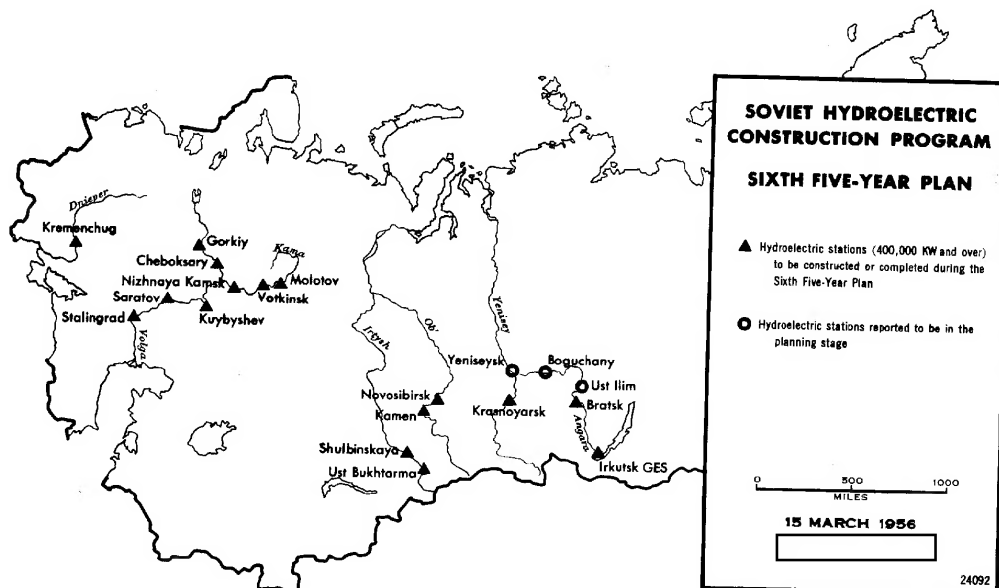 SOVIET HYDROELECTRIC
CONSTRUCTION PROGRAM
SIXTH FIVE-YEAR PLAN
Hydroelectric stations (400,000 KW and over)
to be constructed or completed during the
Sixth Five-Year Plan
Hydroelectric stations reported to be in the
planning stage
0 500 1000
MILES
15 MARCH 1956
24092
Dnieper
Kremenchug
Gorkiy
Kama
Cheboksary
Nizhnaya Kamsk
Molotov
Votkinsk
Saratov
Kuybyshev
Stalingrad
Volga
Irtysh
Ob'
Yenisey
Yeniseysk
Boguchany
Ust Ilim
Novosibirsk
Kamen
Krasnoyarsk
Bratsk
Angara
Shulbinskaya
Irkutsk GES
Ust Bukhtarma